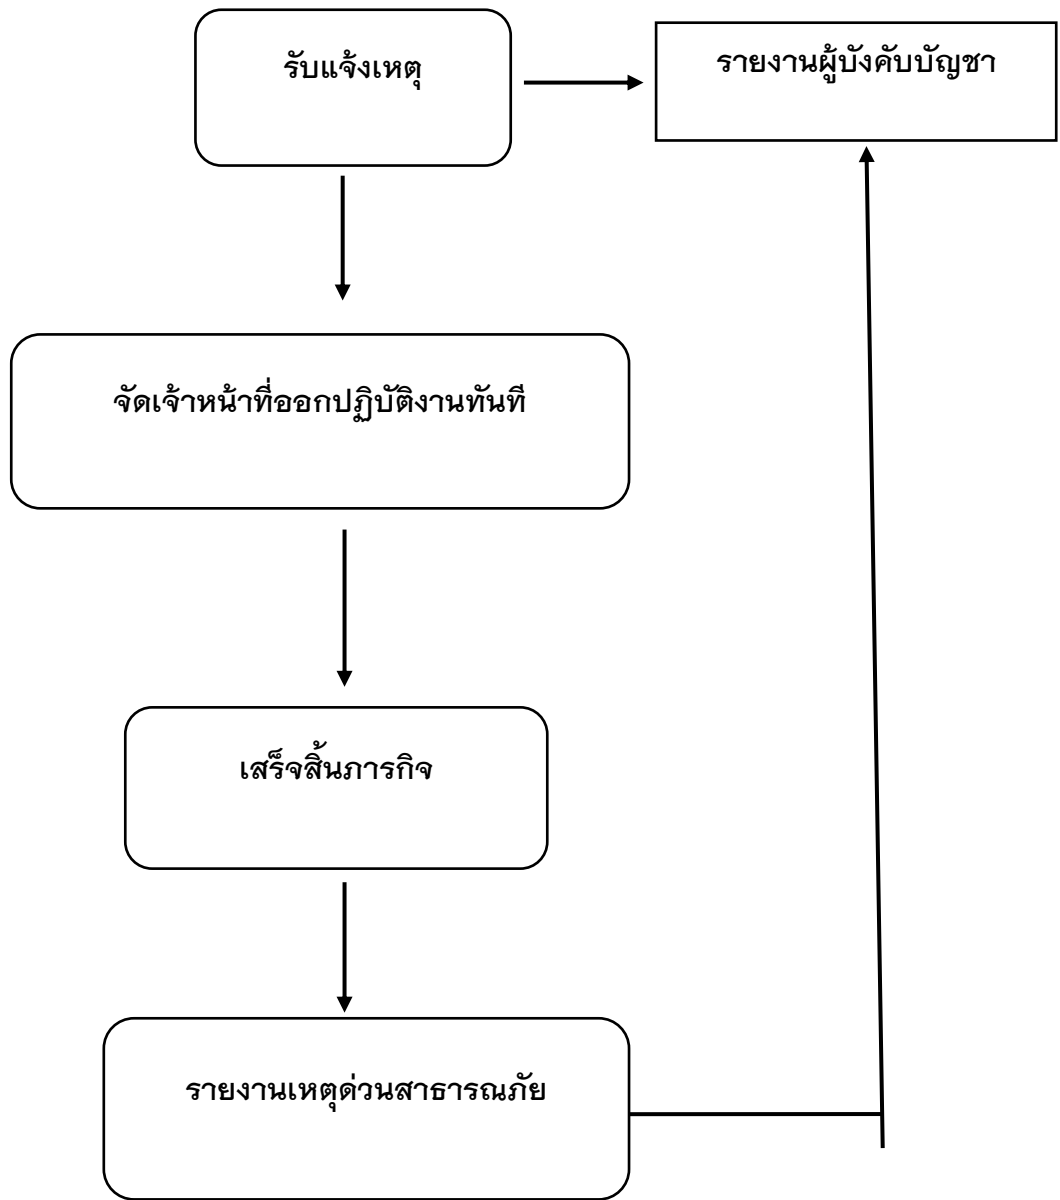 รับแจ้งเหตุ
รายงานผู้บังคับบัญชา
จัดเจ้าหน้าที่ออกปฏิบัติงานทันที
เสร็จสิ้นภารกิจ
รายงานเหตุด่วนสาธารณภัย